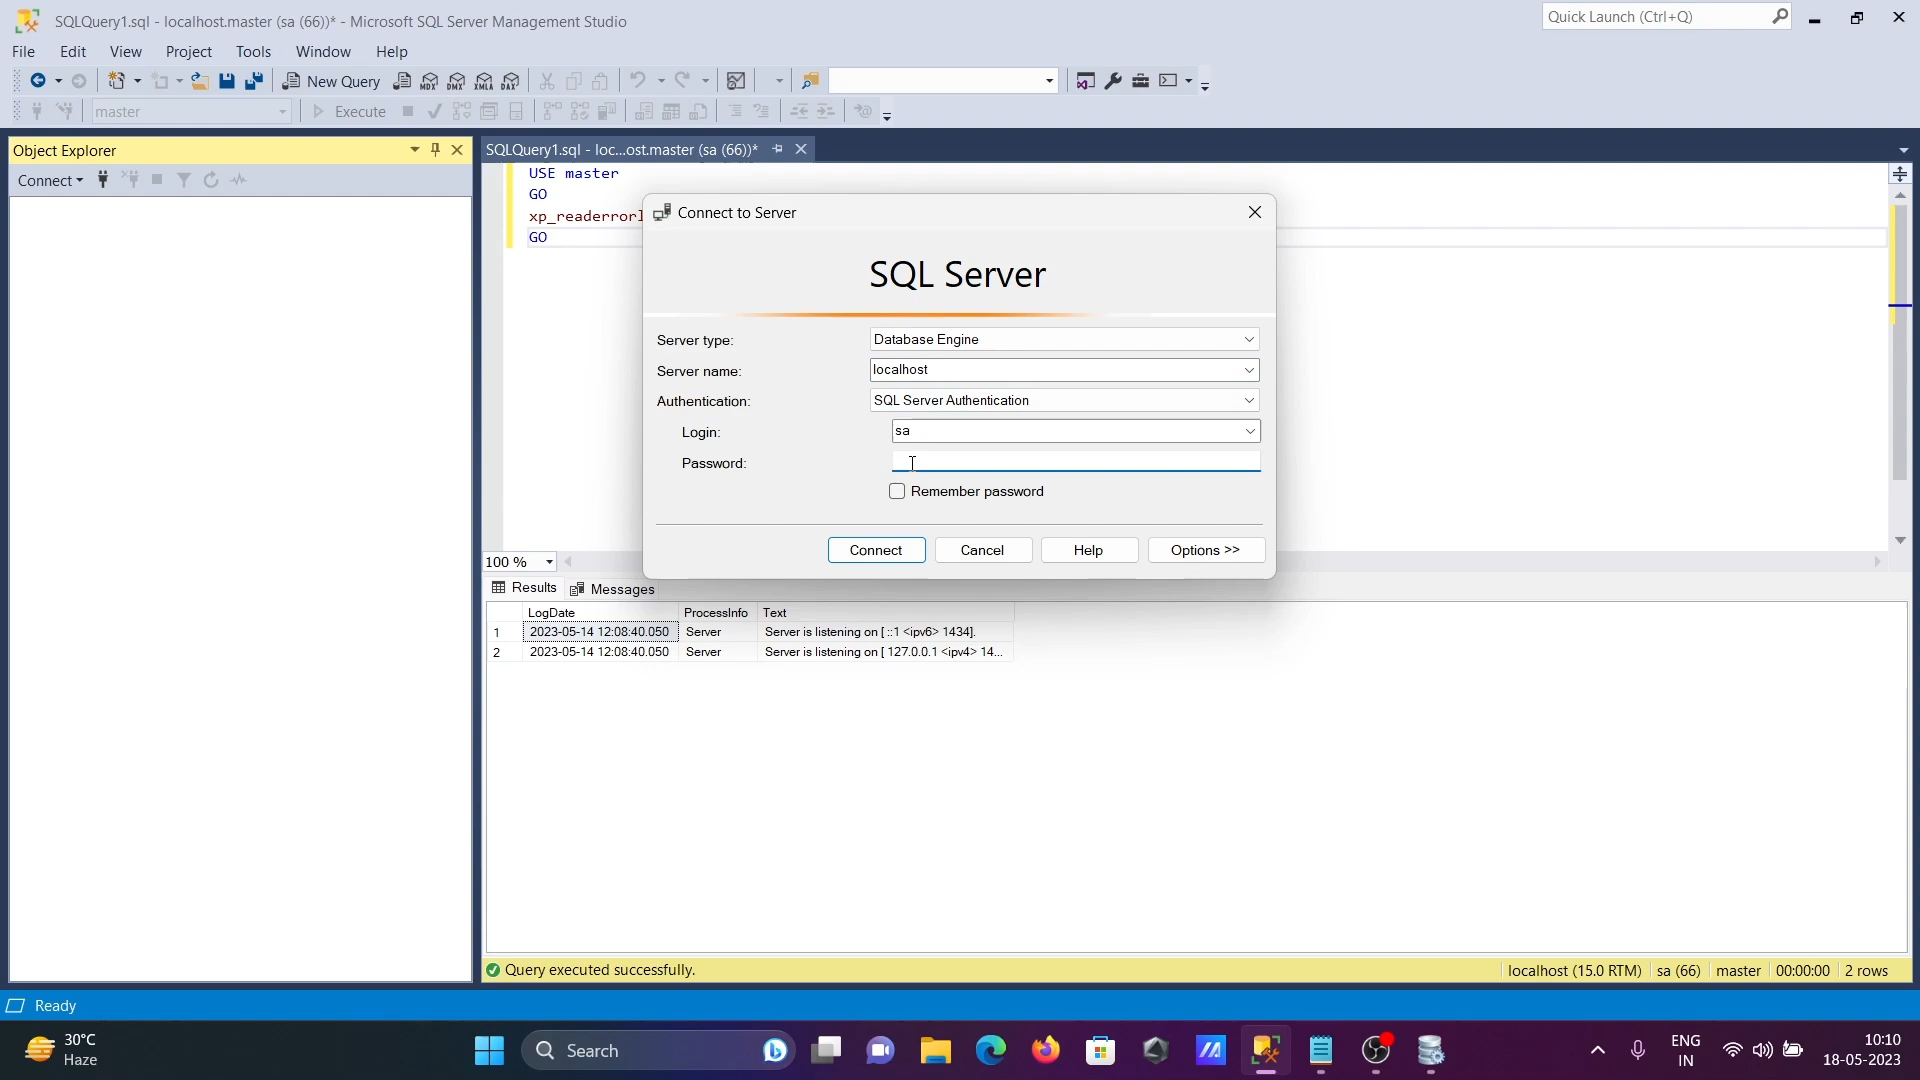 SQLQuery1.sql - localhost.master (sa (66))* - Microsoft SQL Server Management Studio
Quick Launch (Ctrl+Q)
File Edit View Project Tools Window Help
New Query MDX DMX XMLA DAX
master Execute
Object Explorer
Connect
SQLQuery1.sql - loc...ost.master (sa (66))*
USE master
GO
xp_readerrorl
GO
Connect to Server
SQL Server
Server type: Database Engine
Server name: localhost
Authentication: SQL Server Authentication
Login: sa
Password:
Remember password
Connect Cancel Help Options >>
100 %
Results Messages
LogDate ProcessInfo Text
1 2023-05-14 12:08:40.050 Server Server is listening on [ ::1 <ipv6> 1434].
2 2023-05-14 12:08:40.050 Server Server is listening on [ 127.0.0.1 <ipv4> 14...
Query executed successfully. localhost (15.0 RTM) sa (66) master 00:00:00 2 rows
Ready
30°C
Haze
Search
ENG
IN
10:10
18-05-2023